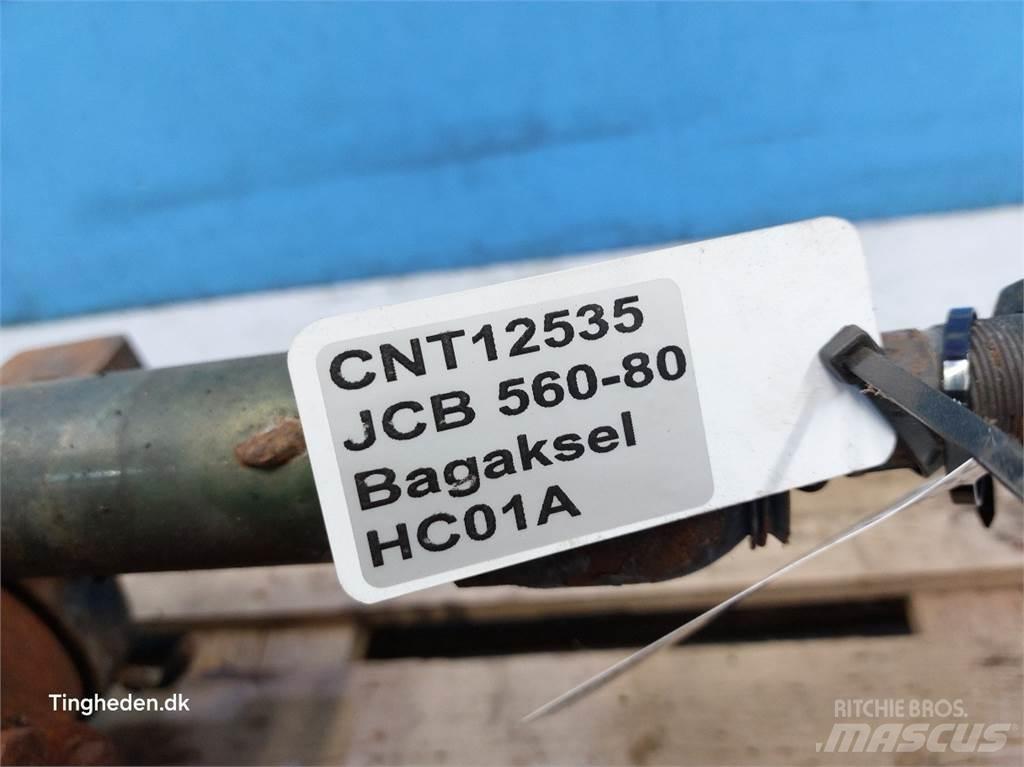 CNT12535
JCB 560-80
Bagaksel
HC01A
Tingheden.dk
RITCHIE BROS.
MASCUS